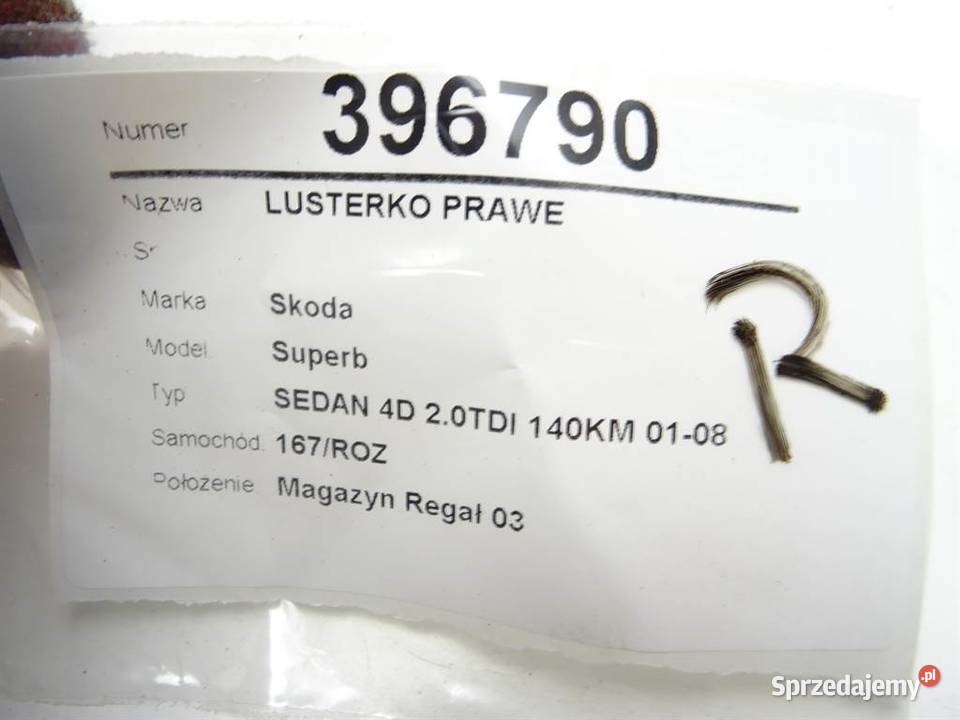 Numer 396790
Nazwa LUSTERKO PRAWE
Sr
Marka Skoda
Model Superb
Typ SEDAN 4D 2.0TDI 140KM 01-08
Samochód 167/ROZ
Położenie Magazyn Regał 03
R
Sprzedajemy.pl